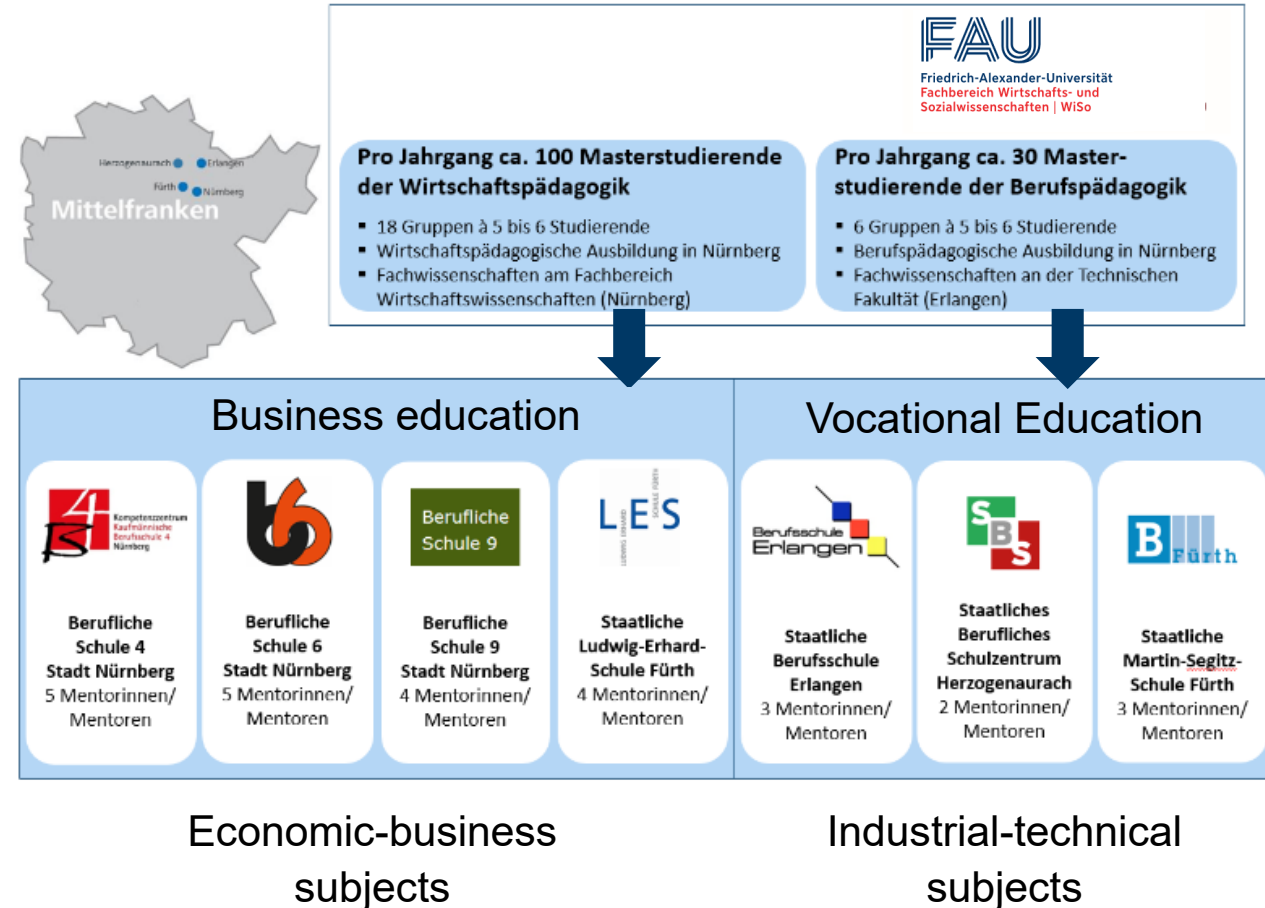 FAU
Friedrich-Alexander-Universität
Fachbereich Wirtschafts- und
Sozialwissenschaften | WiSo
Herzogenaurach
Erlangen
Fürth
Nürnberg
Mittelfranken
Pro Jahrgang ca. 100 Masterstudierende
der Wirtschaftspädagogik
▪ 18 Gruppen à 5 bis 6 Studierende
▪ Wirtschaftspädagogische Ausbildung in Nürnberg
▪ Fachwissenschaften am Fachbereich
Wirtschaftswissenschaften (Nürnberg)
Pro Jahrgang ca. 30 Master-
studierende der Berufspädagogik
▪ 6 Gruppen à 5 bis 6 Studierende
▪ Berufspädagogische Ausbildung in Nürnberg
▪ Fachwissenschaften an der Technischen
Fakultät (Erlangen)
Business education
4
BS
Kompetenzzentrum
Kaufmännische
Berufsschule 4
Nürnberg
Berufliche
Schule 4
Stadt Nürnberg
5 Mentorinnen/
Mentoren
b6
Berufliche
Schule 6
Stadt Nürnberg
5 Mentorinnen/
Mentoren
Berufliche
Schule 9
Berufliche
Schule 9
Stadt Nürnberg
4 Mentorinnen/
Mentoren
LES
LUDWIG ERHARD
SCHULE FÜRTH
Staatliche
Ludwig-Erhard-
Schule Fürth
4 Mentorinnen/
Mentoren
Vocational Education
Berufsschule
Erlangen
Staatliche
Berufsschule
Erlangen
3 Mentorinnen/
Mentoren
SBS
Staatliches
Berufliches
Schulzentrum
Herzogenaurach
2 Mentorinnen/
Mentoren
B Fürth
Staatliche
Martin-Segitz-
Schule Fürth
3 Mentorinnen/
Mentoren
Economic-business
subjects
Industrial-technical
subjects